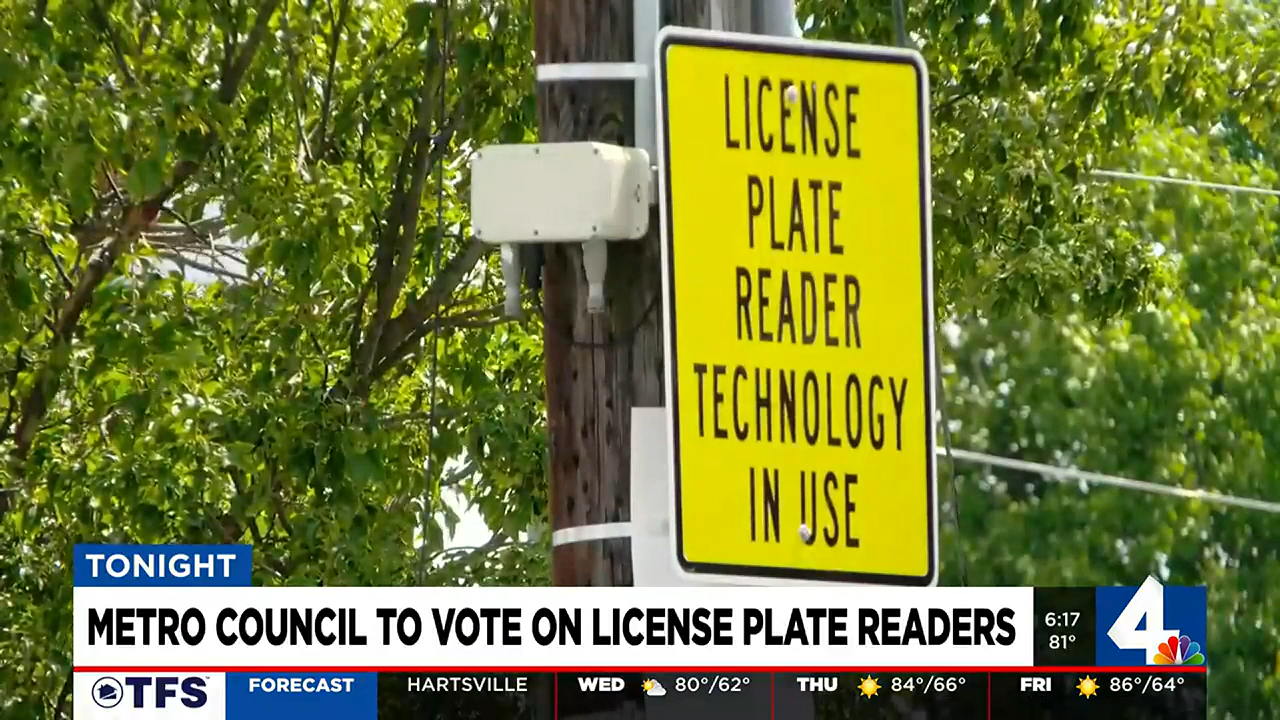 LICENSE
PLATE
READER
TECHNOLOGY
IN USE
TONIGHT
METRO COUNCIL TO VOTE ON LICENSE PLATE READERS
6:17
81°
4
TFS
FORECAST
HARTSVILLE
WED 80°/62°
THU 84°/66°
FRI 86°/64°